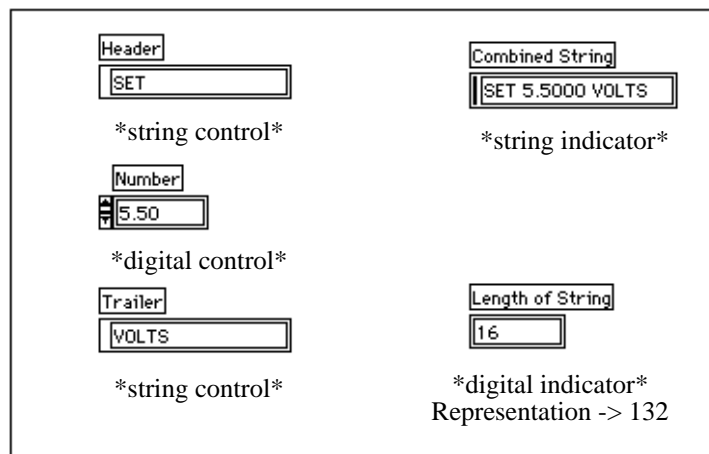 Header
SET
*string control*
Number
5.50
*digital control*
Trailer
VOLTS
*string control*
Combined String
SET 5.5000 VOLTS
*string indicator*
Length of String
16
*digital indicator*
Representation -> 132